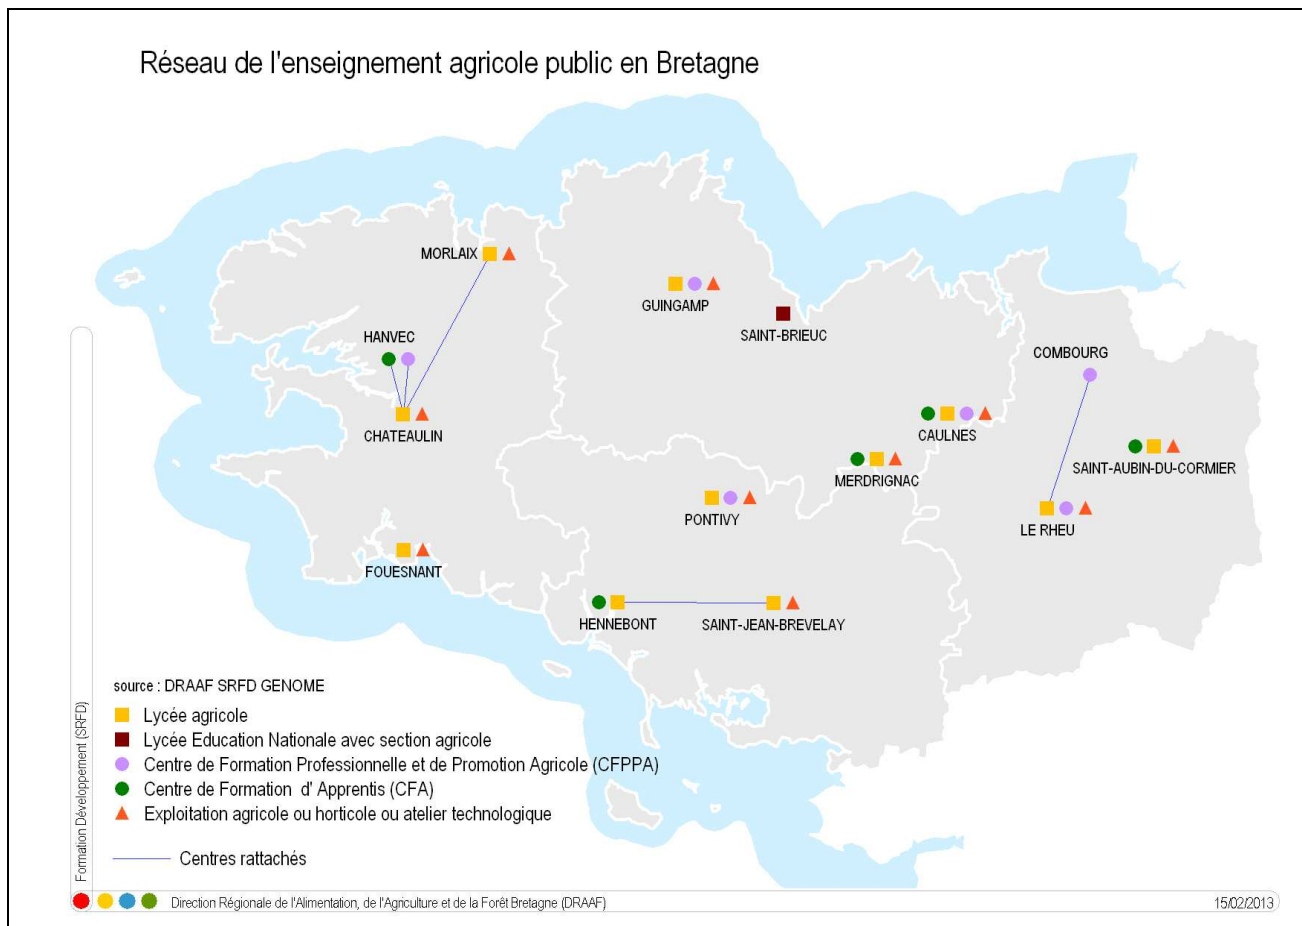 Réseau de l'enseignement agricole public en Bretagne
MORLAIX
GUINGAMP
SAINT-BRIEUC
HANVEC
COMBOURG
CHATEAULIN
CAULNES
SAINT-AUBIN-DU-CORMIER
MERDRIGNAC
PONTIVY
LE RHEU
FOUESNANT
HENNEBONT
SAINT-JEAN-BREVELAY
source : DRAAF SRFD GENOME
Lycée agricole
Lycée Education Nationale avec section agricole
Centre de Formation Professionnelle et de Promotion Agricole (CFPPA)
Centre de Formation d' Apprentis (CFA)
Exploitation agricole ou horticole ou atelier technologique
Centres rattachés
Formation Développement (SRFD)
Direction Régionale de l'Alimentation, de l'Agriculture et de la Forêt Bretagne (DRAAF)
15/02/2013